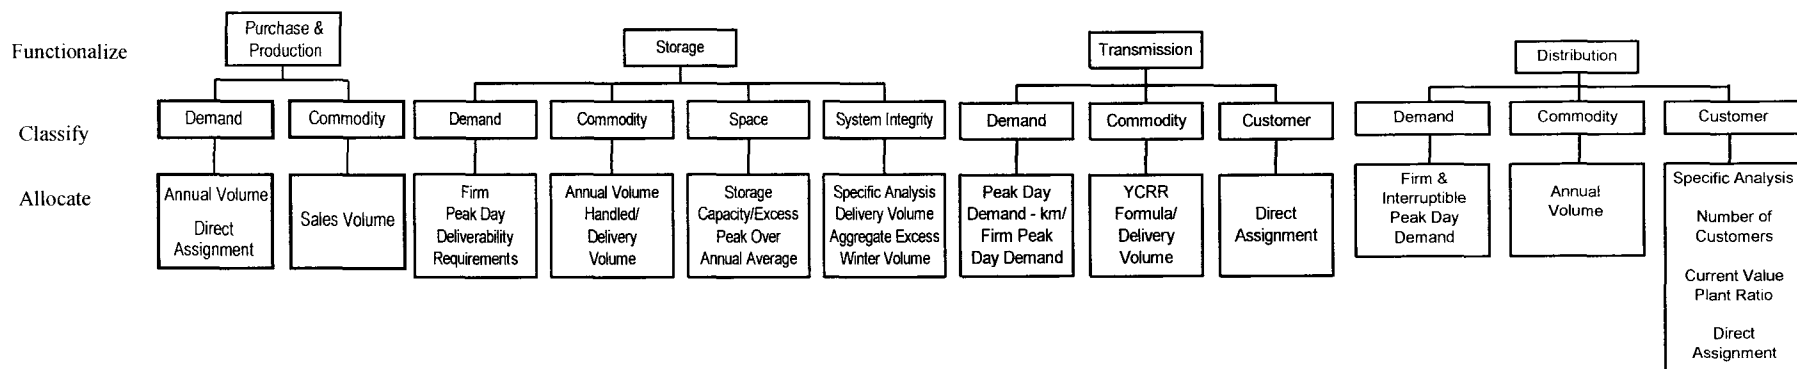 Functionalize
Purchase &
Production
Storage
Transmission
Distribution
Classify
Demand
Commodity
Demand
Commodity
Space
System Integrity
Demand
Commodity
Customer
Demand
Commodity
Customer
Allocate
Annual Volume
Direct
Assignment
Sales Volume
Firm
Peak Day
Deliverability
Requirements
Annual Volume
Handled/
Delivery
Volume
Storage
Capacity/Excess
Peak Over
Annual Average
Specific Analysis
Delivery Volume
Aggregate Excess
Winter Volume
Peak Day
Demand - km/
Firm Peak
Day Demand
YCRR
Formula/
Delivery
Volume
Direct
Assignment
Firm &
Interruptible
Peak Day
Demand
Annual
Volume
Specific Analysis
Number of
Customers
Current Value
Plant Ratio
Direct
Assignment